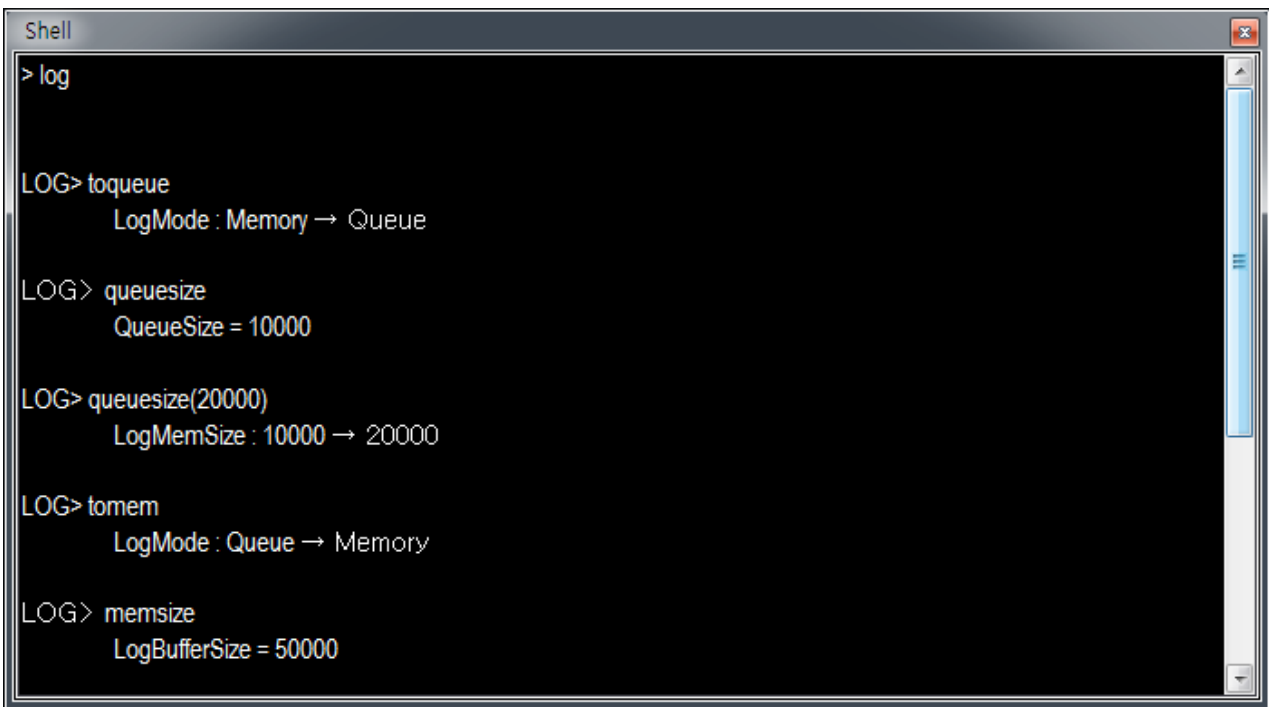 Shell
> log
LOG> toqueue
LogMode : Memory → Queue
LOG> queuesize
QueueSize = 10000
LOG> queuesize(20000)
LogMemSize : 10000 → 20000
LOG> tomem
LogMode : Queue → Memory
LOG> memsize
LogBufferSize = 50000